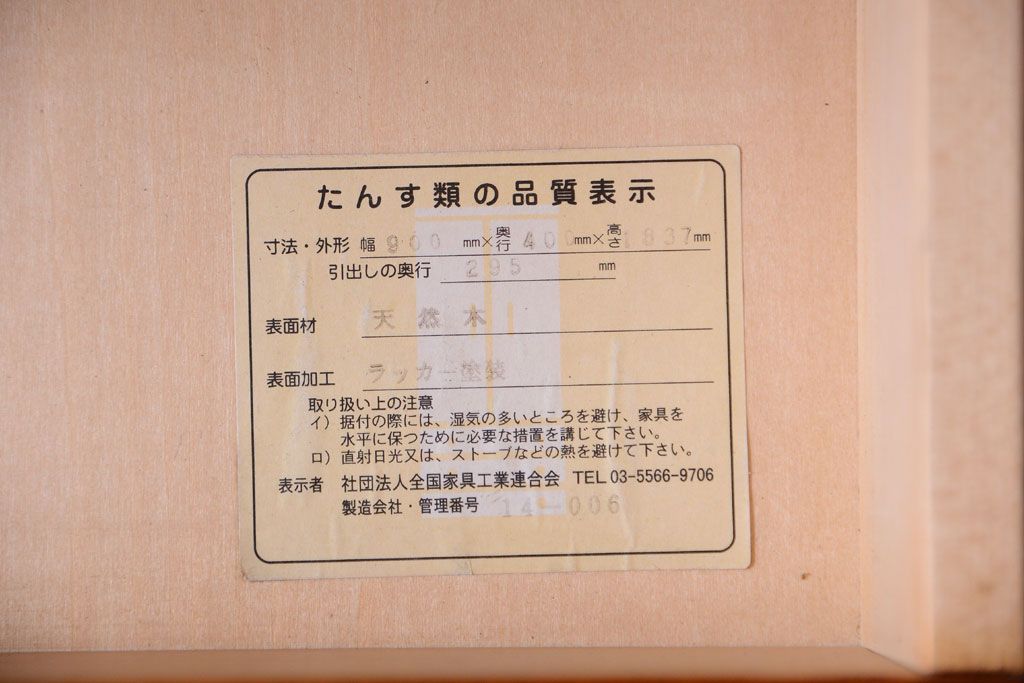 たんす類の品質表示
寸法・外形 幅 900 mm×奥行 400mm×高さ 1837mm
引出しの奥行 295 mm
表面材 天然木
表面加工 ラッカー塗装
取り扱い上の注意
イ）据付の際には、湿気の多いところを避け、家具を
水平に保つために必要な措置を講じて下さい。
ロ）直射日光又は、ストーブなどの熱を避けて下さい。
表示者 社団法人全国家具工業連合会 TEL 03-5566-9706
製造会社・管理番号 14-006